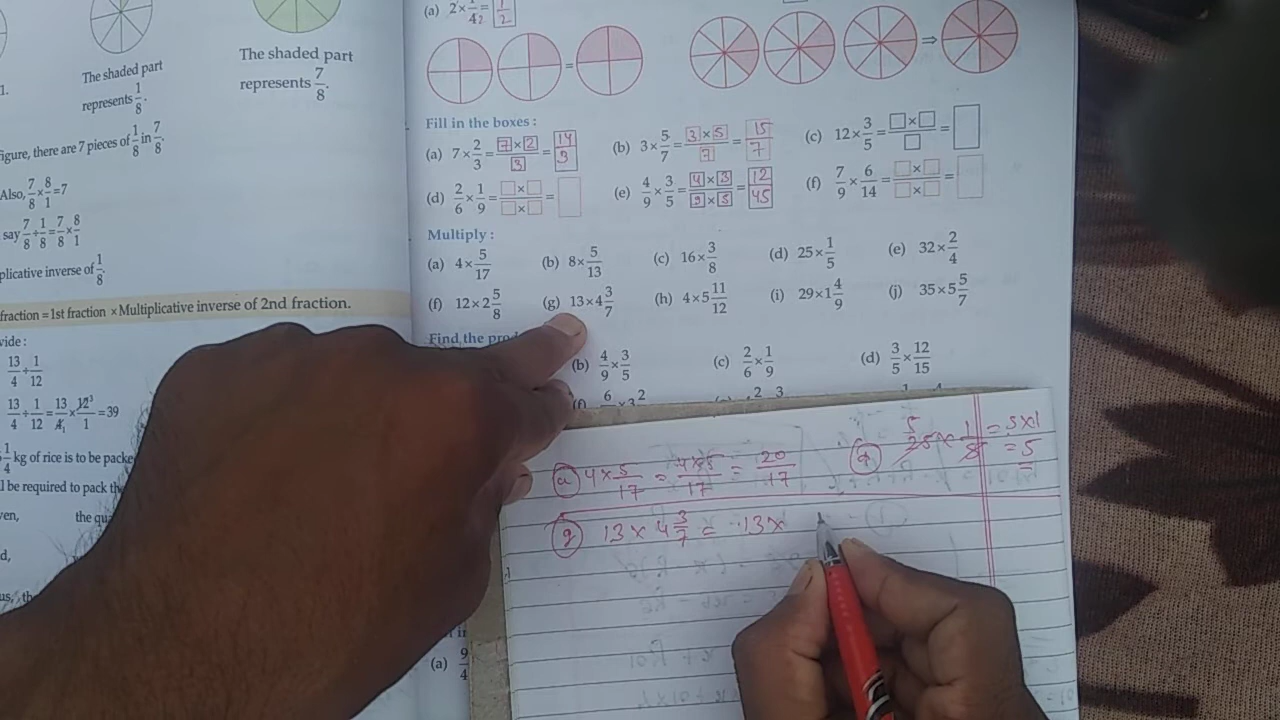 The shaded part
represents 1/8.
The shaded part
represents 7/8.
1.
figure, there are 7 pieces of 1/8 in 7/8.
Also, 7/8 × 8/1 = 7
say 7/8 ÷ 1/8 = 7/8 × 8/1
plicative inverse of 1/8.
fraction = 1st fraction × Multiplicative inverse of 2nd fraction.
vide :
13/4 ÷ 1/12
13/4 ÷ 1/12 = 13/4₁ × 12³/1 = 39
1/4 kg of rice is to be packe
l be required to pack th
ven, the qu
d,
us, the
(a) 2 × 1/4 2 = 1/2
= ⇒
Fill in the boxes :
(a) 7 × 2/3 = 7 × 2/3 = 14/3 (b) 3 × 5/7 = 3 × 5/7 = 15/7 (c) 12 × 3/5 = □ × □/□ = □
(d) 2/6 × 1/9 = □ × □/□ × □ = □ (e) 4/9 × 3/5 = 4 × 3/9 × 5 = 12/45 (f) 7/9 × 6/14 = □ × □/□ × □ = □
Multiply :
(a) 4 × 5/17 (b) 8 × 5/13 (c) 16 × 3/8 (d) 25 × 1/5 (e) 32 × 2/4
(f) 12 × 2 5/8 (g) 13 × 4 3/7 (h) 4 × 5 11/12 (i) 29 × 1 4/9 (j) 35 × 5 5/7
Find the prod
(b) 4/9 × 3/5 (c) 2/6 × 1/9 (d) 3/5 × 12/15
(a) 9/4
(a) 4 × 5/17 = 4×5/17 = 20/17
5 25 × 1/5 = 5×1
= 5
(g) 13 × 4 3/7 = 13 ×